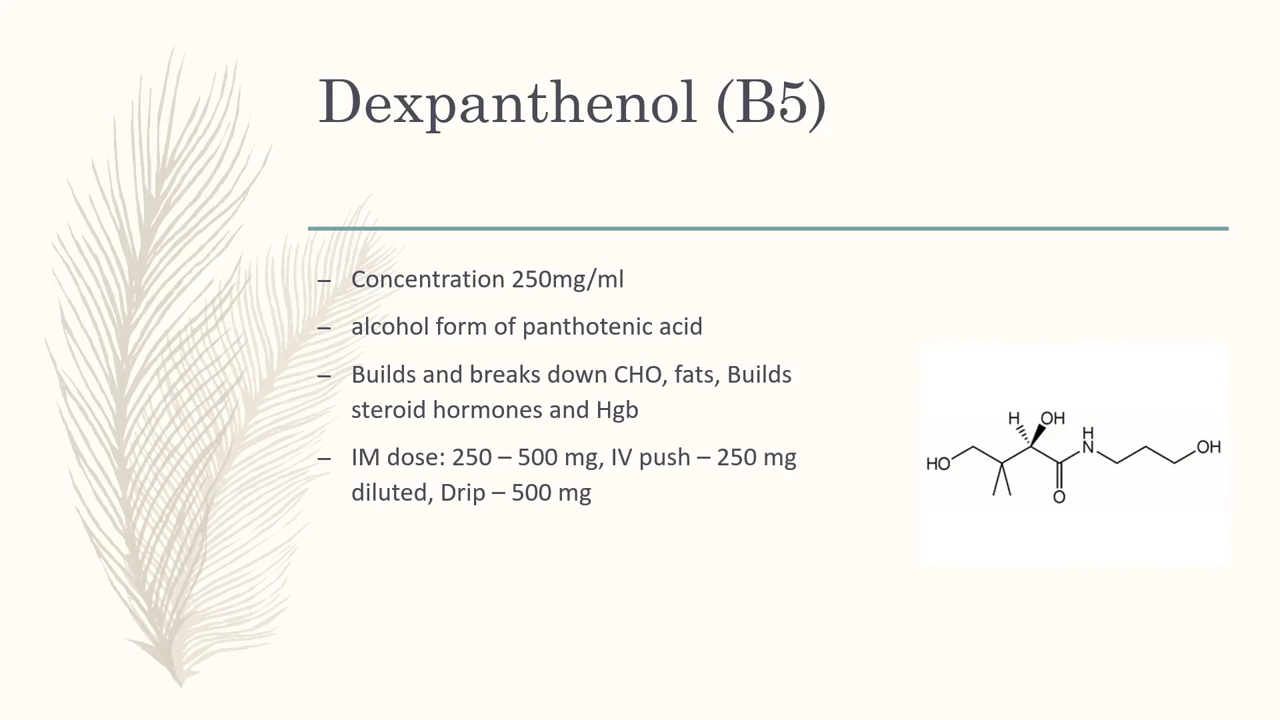 Dexpanthenol (B5)
– Concentration 250mg/ml
– alcohol form of panthotenic acid
– Builds and breaks down CHO, fats, Builds
steroid hormones and Hgb
– IM dose: 250 – 500 mg, IV push – 250 mg
diluted, Drip – 500 mg
H OH
H
N
HO
OH
O